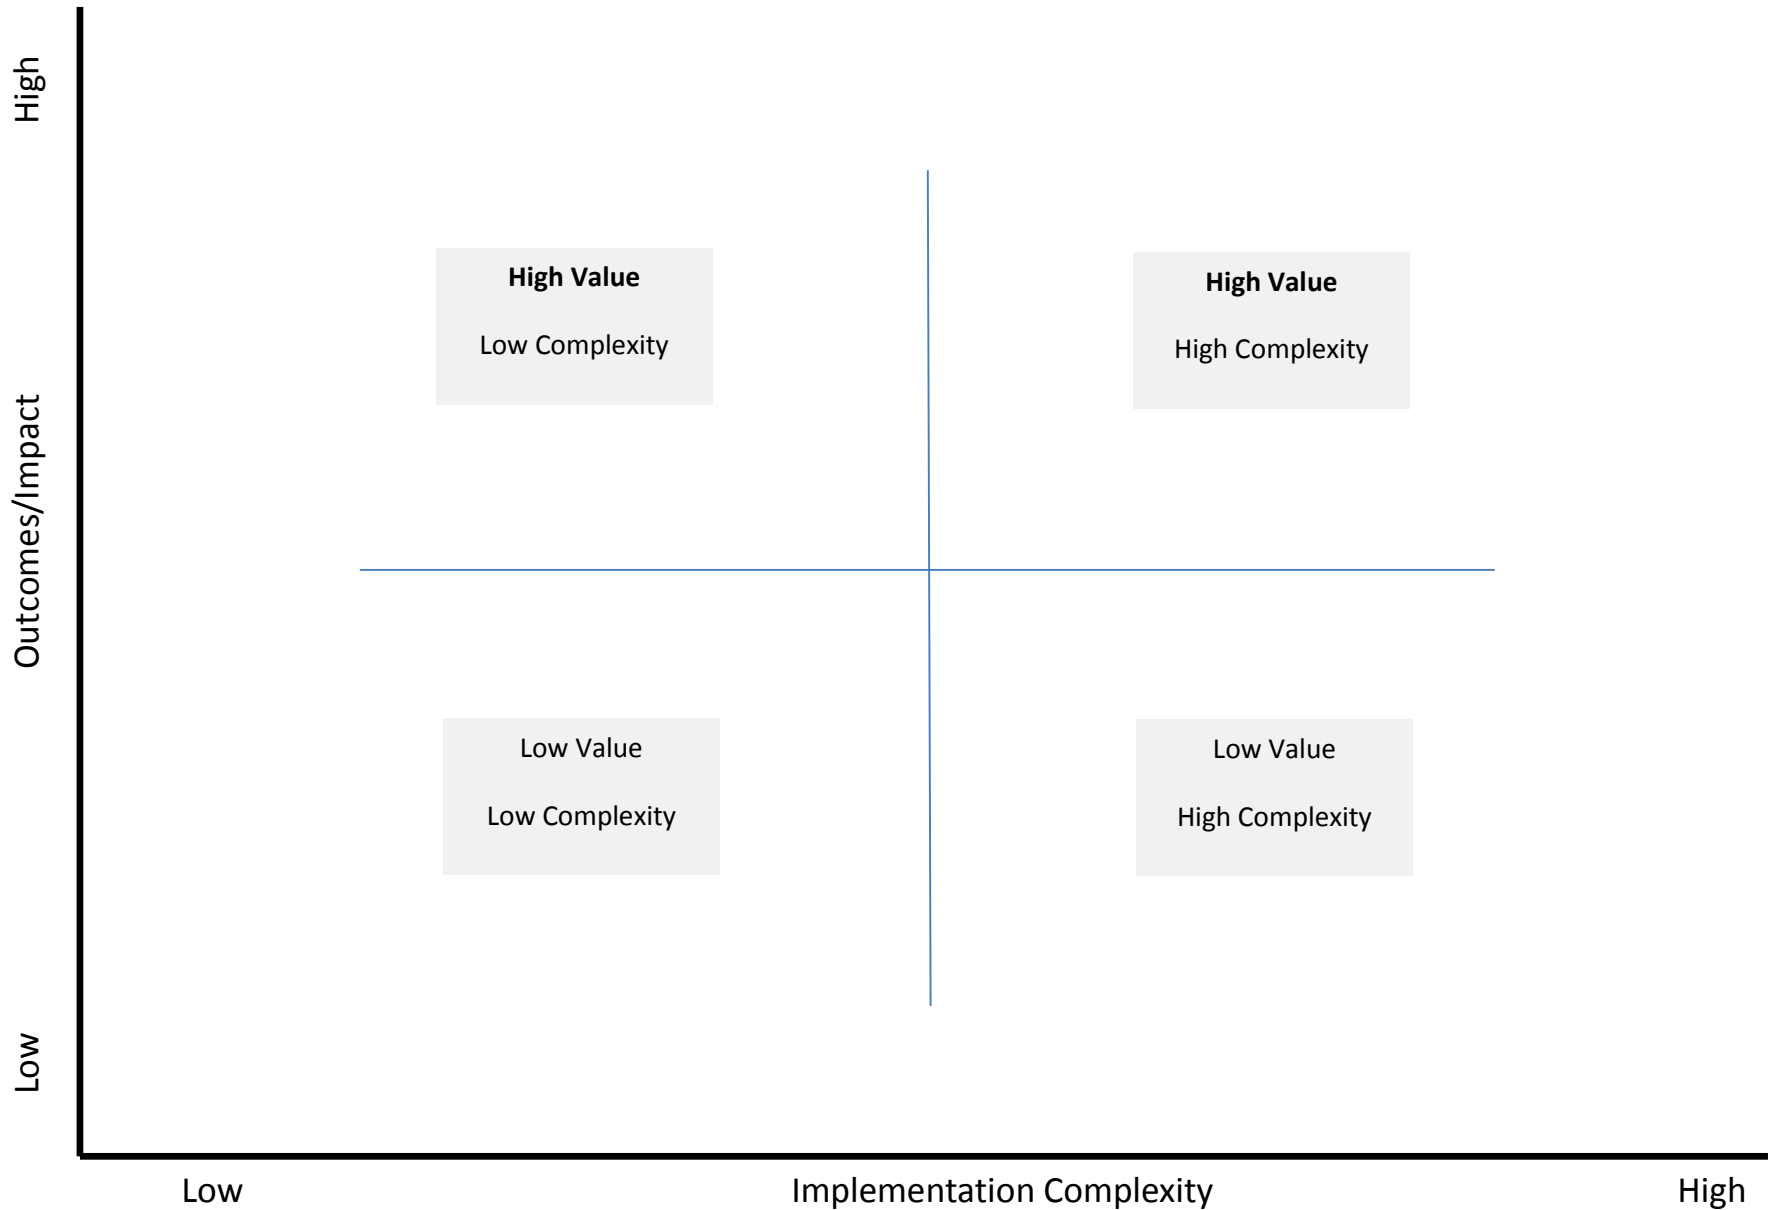 High
Outcomes/Impact
Low
High Value
Low Complexity
High Value
High Complexity
Low Value
Low Complexity
Low Value
High Complexity
Low
Implementation Complexity
High